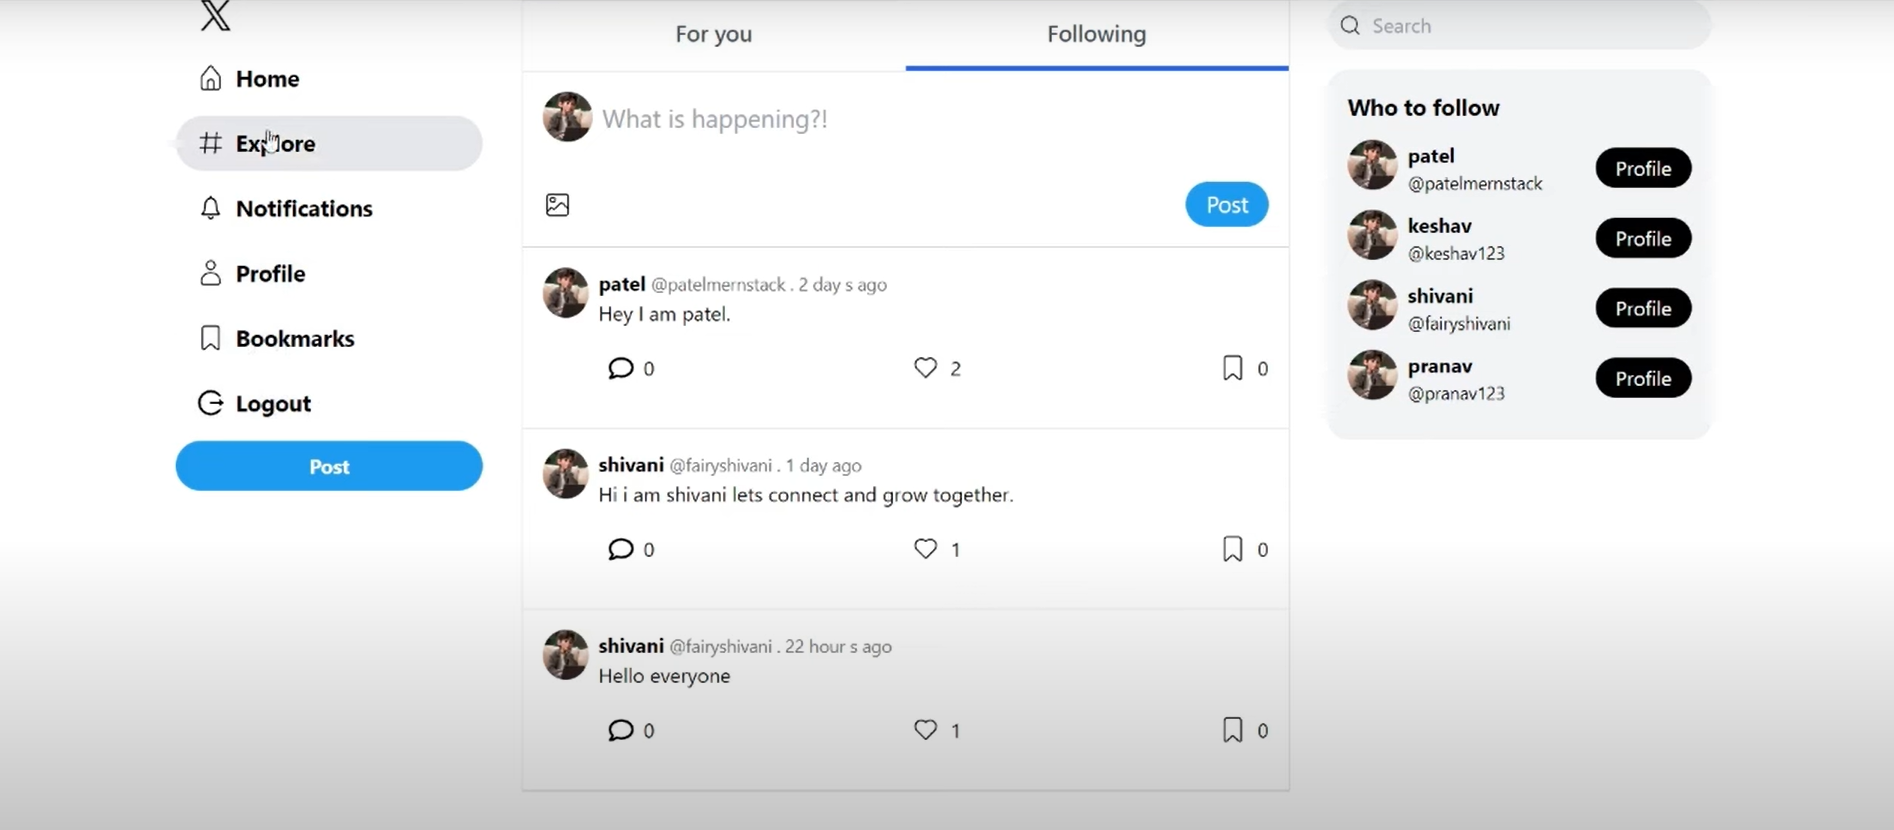 X
Home
Explore
Notifications
Profile
Bookmarks
Logout
Post
For you
Following
What is happening?!
Post
patel @patelmernstack . 2 day s ago
Hey I am patel.
0 2 0
shivani @fairyshivani . 1 day ago
Hi i am shivani lets connect and grow together.
0 1 0
shivani @fairyshivani . 22 hour s ago
Hello everyone
0 1 0
Search
Who to follow
patel
@patelmernstack
Profile
keshav
@keshav123
Profile
shivani
@fairyshivani
Profile
pranav
@pranav123
Profile